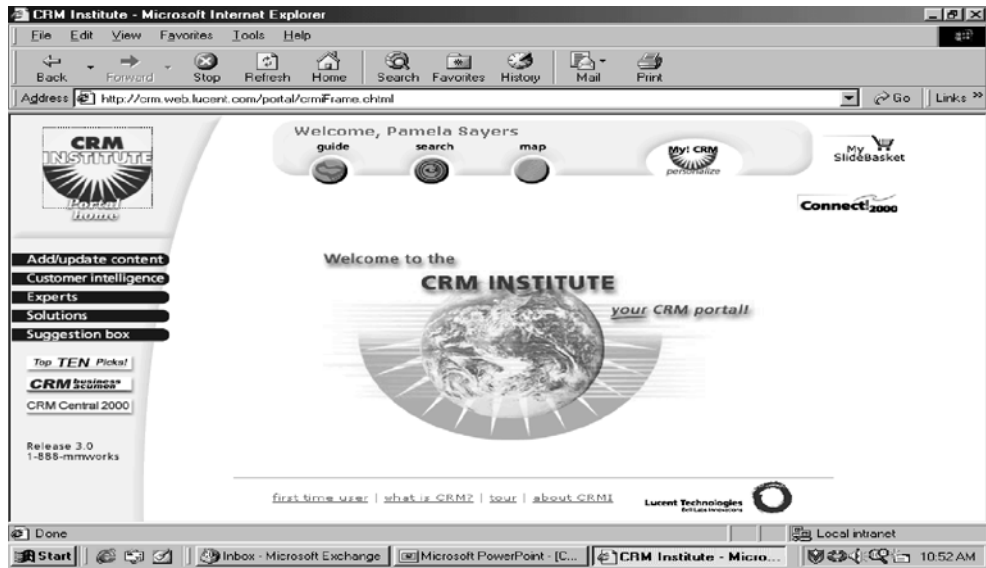 CRM Institute - Microsoft Internet Explorer
File Edit View Favorites Tools Help
Back Forward Stop Refresh Home Search Favorites History Mail Print
Address http://crm.web.lucent.com/portal/crmFrame.chtml Go Links »
CRM
INSTITUTE
Portal
home
Welcome, Pamela Sayers
guide search map
My! CRM
personalize
My
SlideBasket
Connect!2000
Add/update content
Customer intelligence
Experts
Solutions
Suggestion box
Top TEN Picks!
CRM business acumen
CRM Central 2000
Release 3.0
1-888-mmworks
Welcome to the
CRM INSTITUTE
your CRM portal!
first time user | what is CRM? | tour | about CRMI
Lucent Technologies
Bell Labs Innovations
Done Local intranet
Start Inbox - Microsoft Exchange Microsoft PowerPoint - [C... CRM Institute - Micro... 10:52 AM